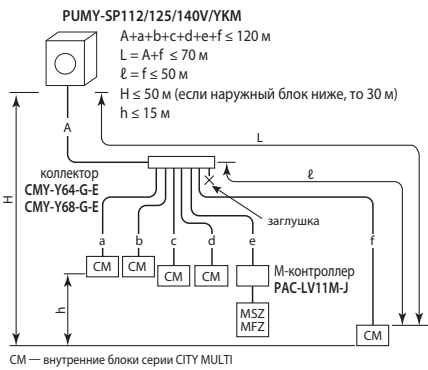 PUMY-SP112/125/140V/YKM
A+a+b+c+d+e+f ≤ 120 м
L = A+f ≤ 70 м
ℓ = f ≤ 50 м
H ≤ 50 м (если наружный блок ниже, то 30 м)
h ≤ 15 м
A
L
H
коллектор
CMY-Y64-G-E
CMY-Y68-G-E
ℓ
заглушка
a b c d e f
CM CM CM CM
М-контроллер
PAC-LV11M-J
h
MSZ
MFZ
CM
CM — внутренние блоки серии CITY MULTI